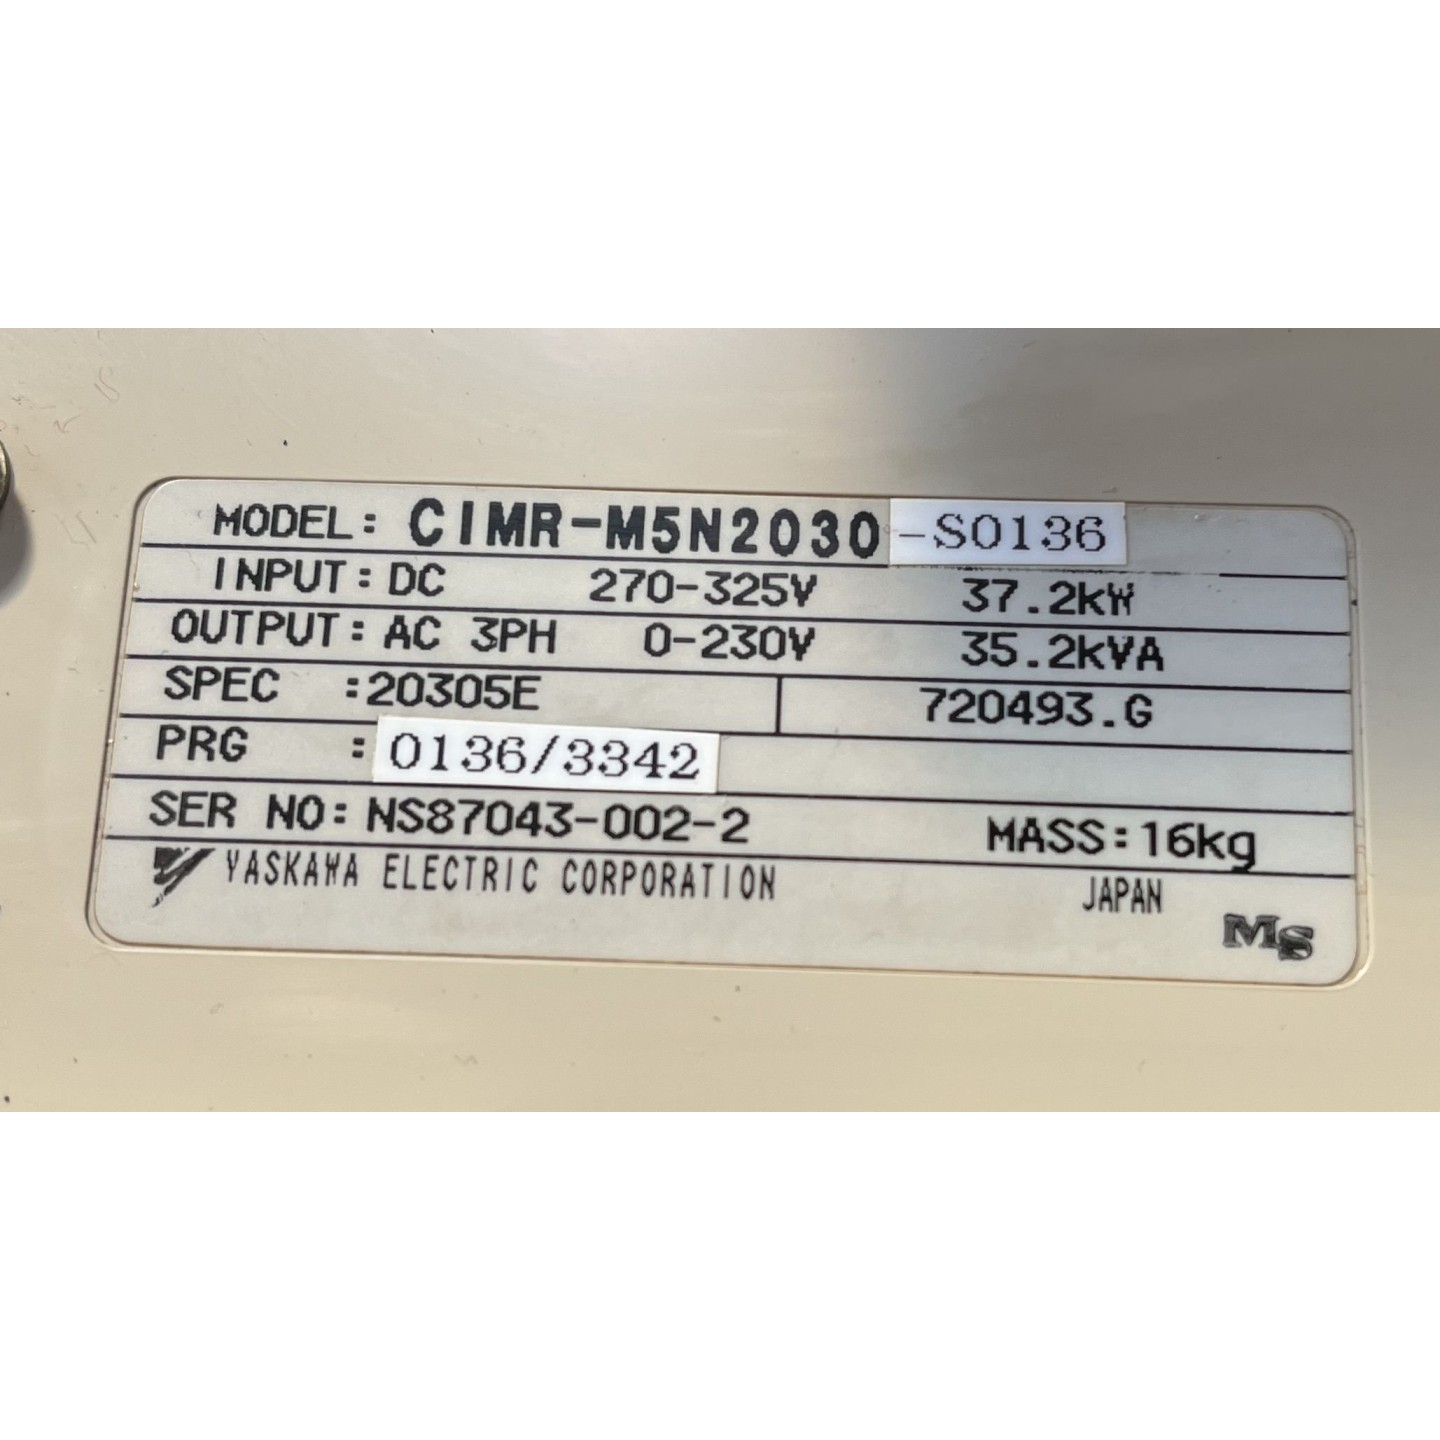 MODEL: CIMR-M5N2030-S0136
INPUT: DC 270-325V 37.2kW
OUTPUT: AC 3PH 0-230V 35.2kVA
SPEC :20305E 720493.G
PRG :0136/3342
SER NO: NS87043-002-2 MASS:16kg
YASKAWA ELECTRIC CORPORATION JAPAN
MS